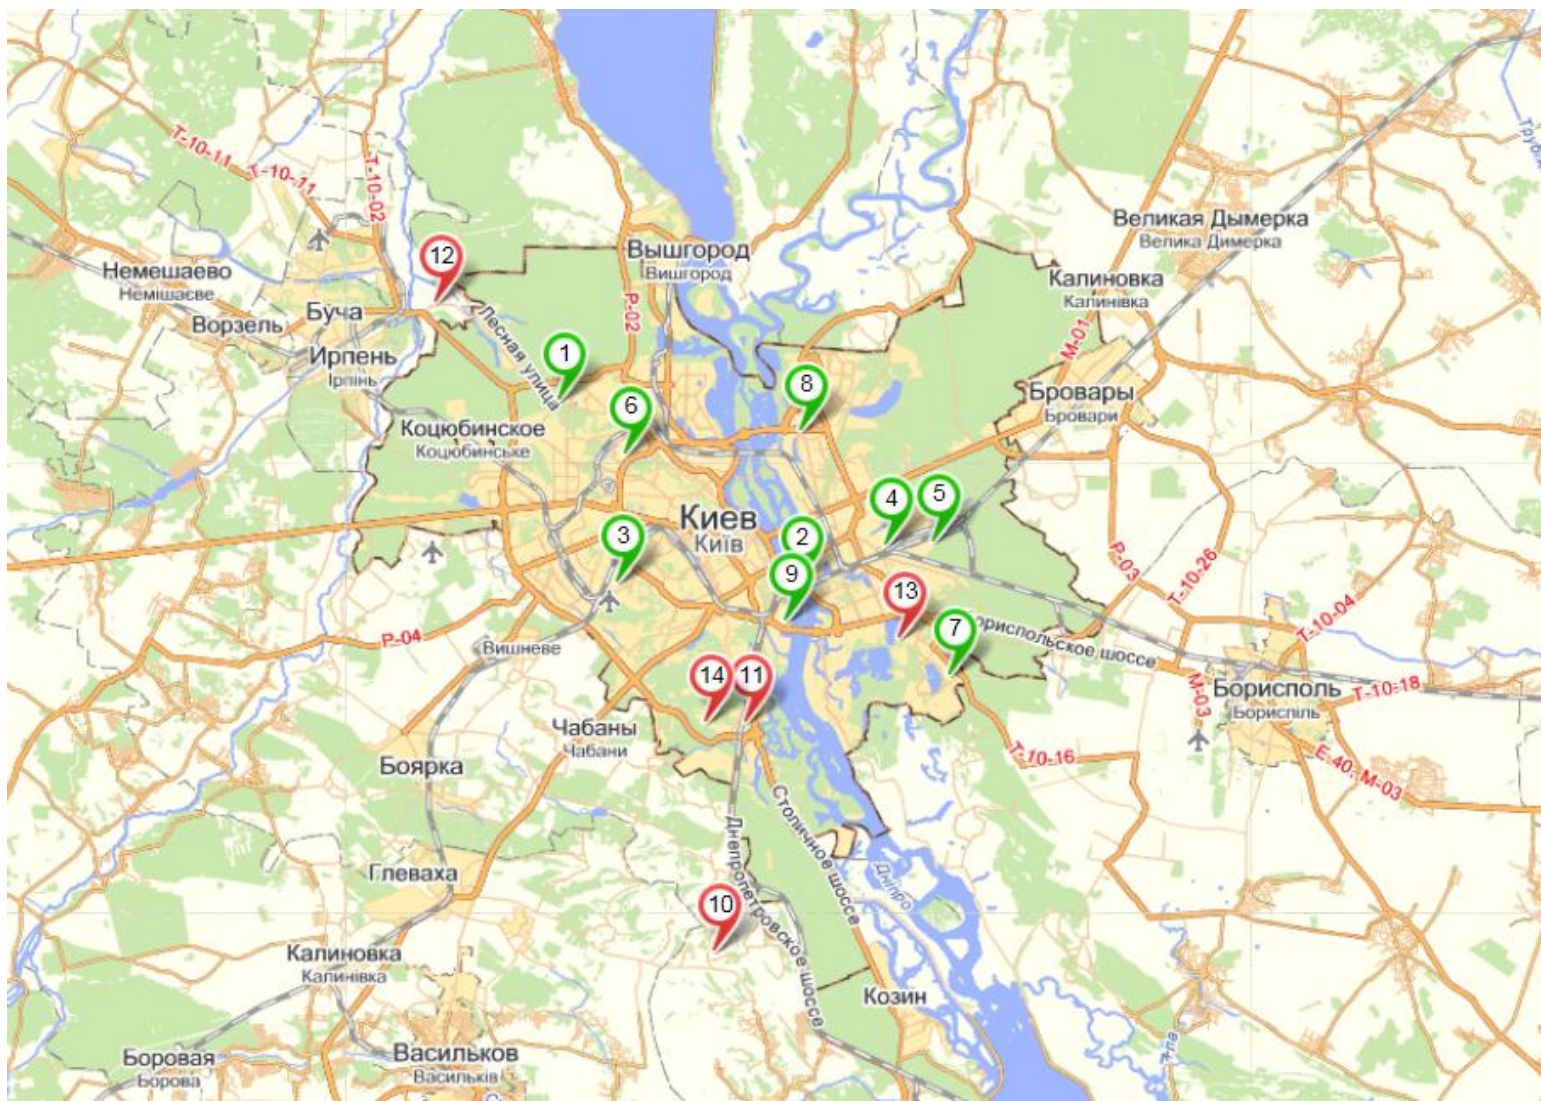 Т-10-11
Т-10-11
Т-10-02
Великая Дымерка
Велика Димерка
12
Вышгород
Вишгород
Немешаево
Немішаєве
Калиновка
Калинівка
Р-02
Буча
Ворзель
Лесная улица
М-01
Ирпень
Ірпінь
1
8
Бровары
Бровари
6
Коцюбинское
Коцюбинське
4
5
Киев
Київ
3
2
Р-03
Т-10-26
9
13
Т-10-04
Р-04
Вишневе
7
Бориспольское шоссе
14
11
М-03
Борисполь
Бориспіль
Т-10-18
Чабаны
Чабани
Т-10-16
Боярка
Е 40; М-03
Столичное шоссе
Днепропетровское шоссе
Глеваха
Дніпро
10
Калиновка
Калинівка
Козин
Боровая
Борова
Васильков
Васильків